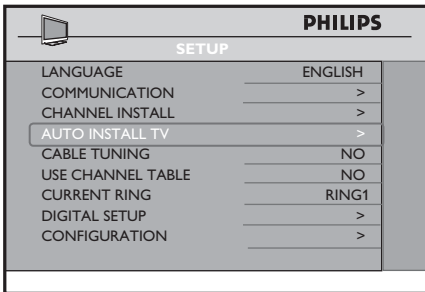 PHILIPS
SETUP
LANGUAGE ENGLISH
COMMUNICATION >
CHANNEL INSTALL >
AUTO INSTALL TV >
CABLE TUNING NO
USE CHANNEL TABLE NO
CURRENT RING RING1
DIGITAL SETUP >
CONFIGURATION >